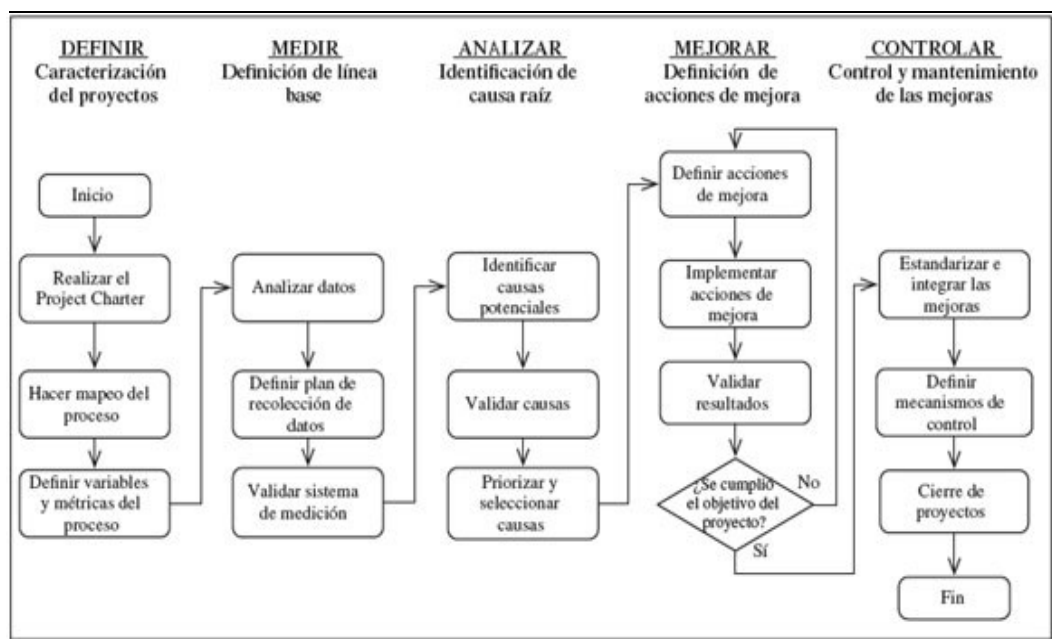 DEFINIR
Caracterización
del proyectos
Inicio
Realizar el
Project Charter
Hacer mapeo del
proceso
Definir variables
y métricas del
proceso
MEDIR
Definición de línea
base
Analizar datos
Definir plan de
recolección de
datos
Validar sistema
de medición
ANALIZAR
Identificación de
causa raíz
Identificar
causas
potenciales
Validar causas
Priorizar y
seleccionar
causas
MEJORAR
Definición de
acciones de mejora
Definir acciones
de mejora
Implementar
acciones de
mejora
Validar
resultados
¿Se cumplió
el objetivo del
proyecto?
No
Sí
CONTROLAR
Control y mantenimiento
de las mejoras
Estandarizar e
integrar las
mejoras
Definir
mecanismos de
control
Cierre de
proyectos
Fin